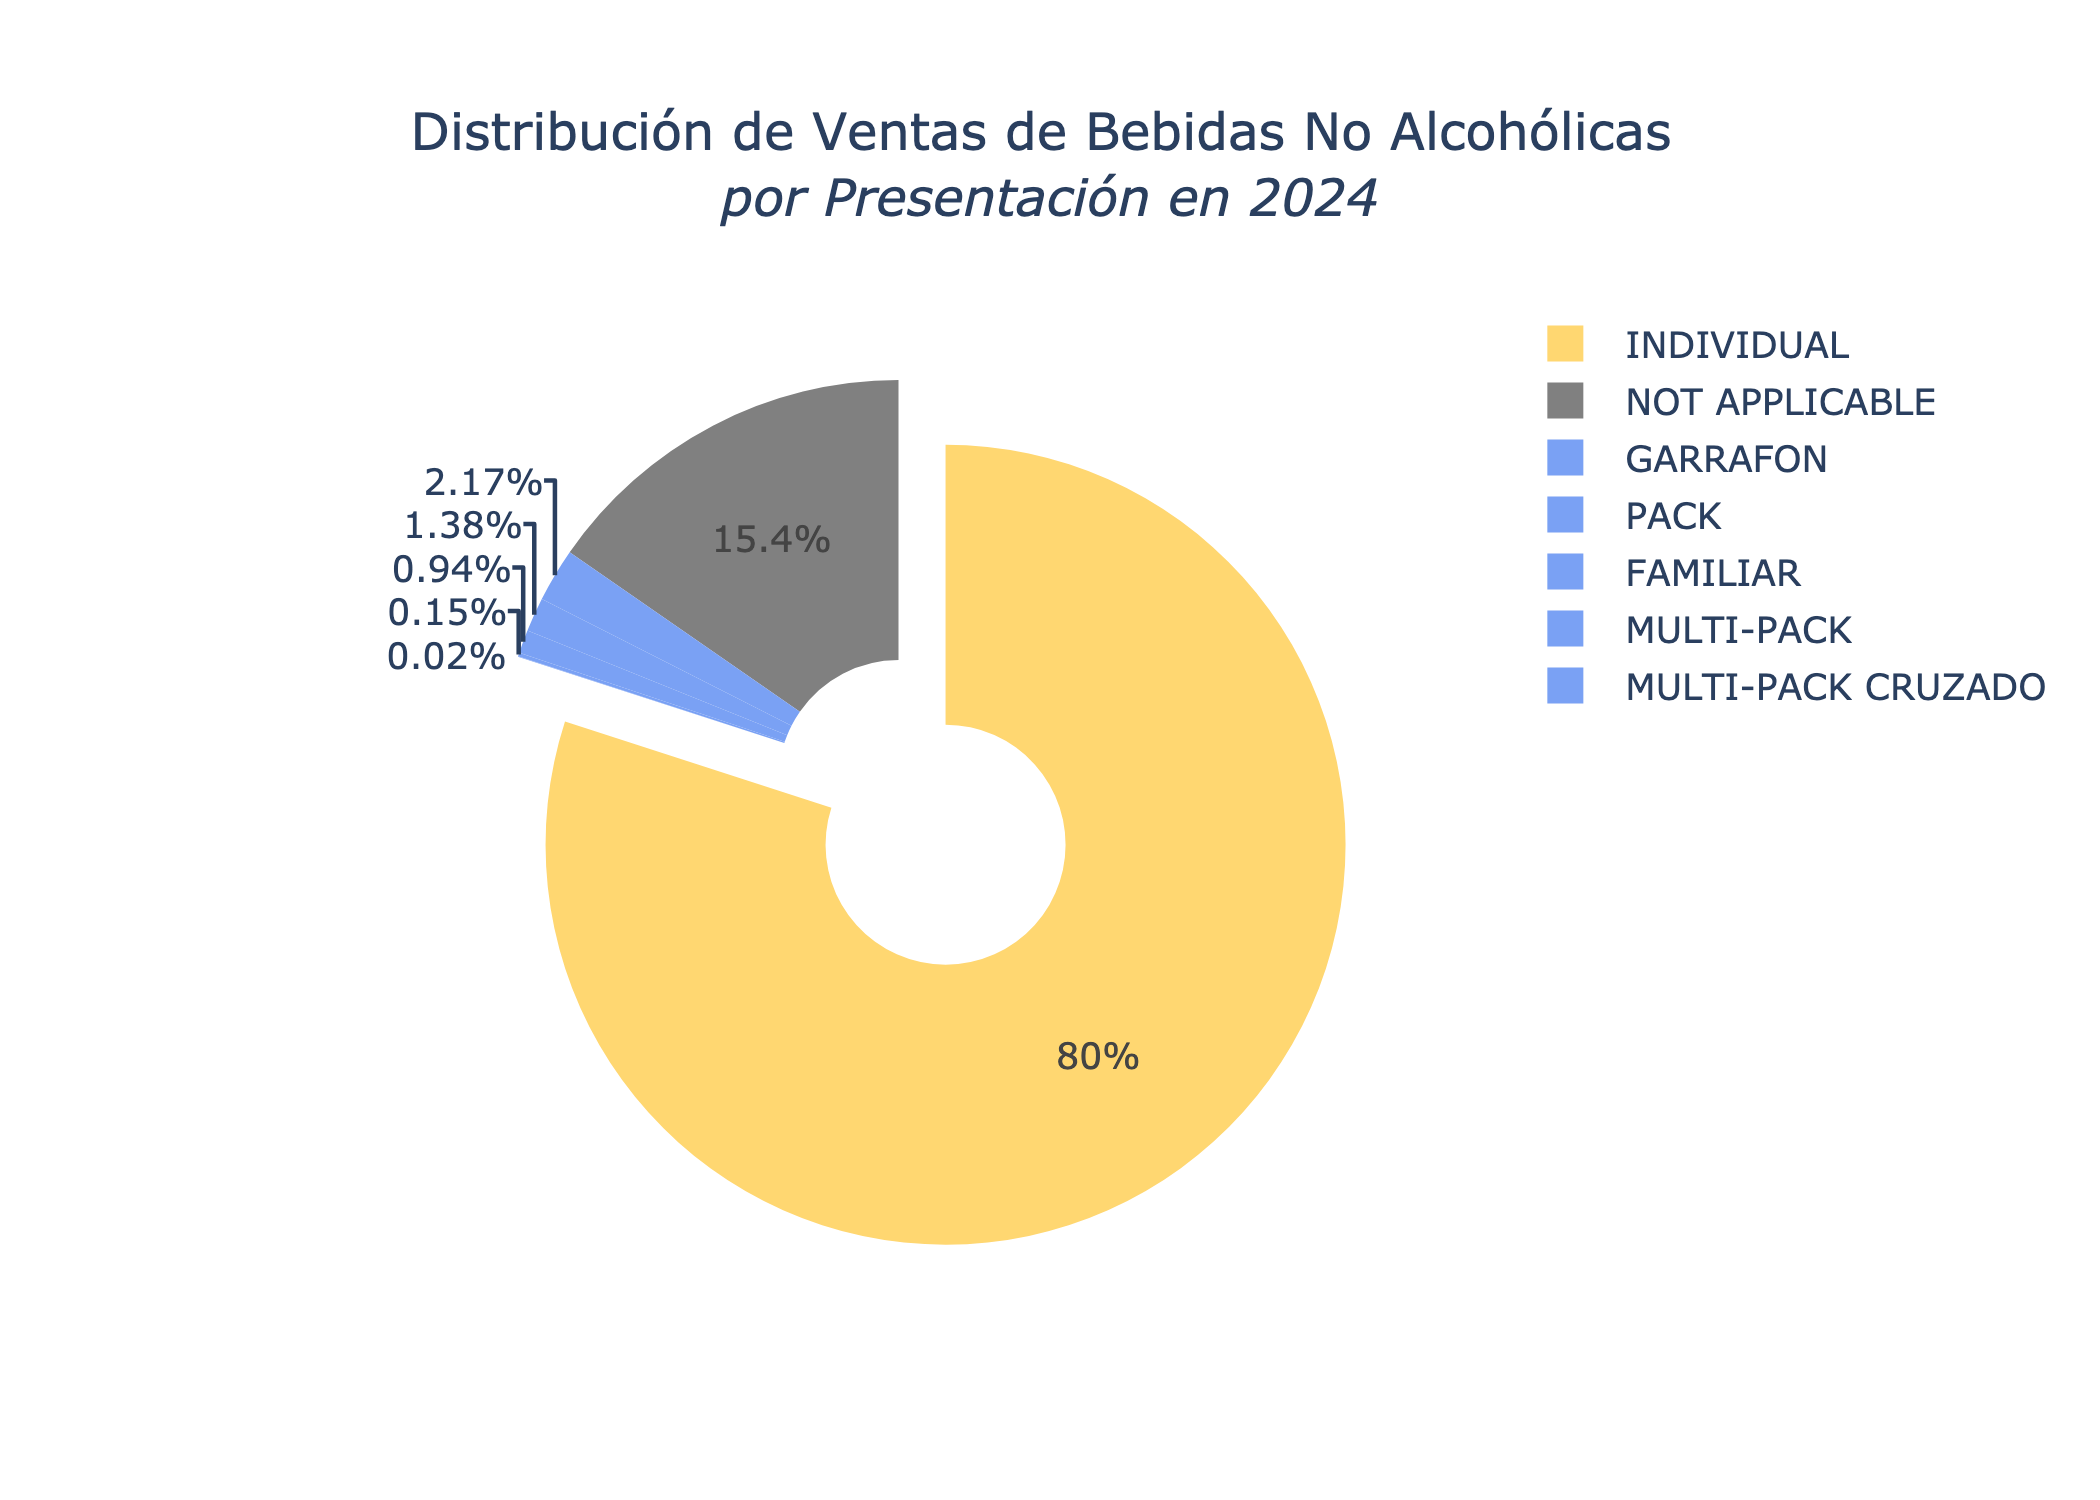 Distribución de Ventas de Bebidas No Alcohólicas
por Presentación en 2024
INDIVIDUAL
NOT APPLICABLE
GARRAFON
PACK
FAMILIAR
MULTI-PACK
MULTI-PACK CRUZADO
2.17%
1.38%
0.94%
0.15%
0.02%
15.4%
80%